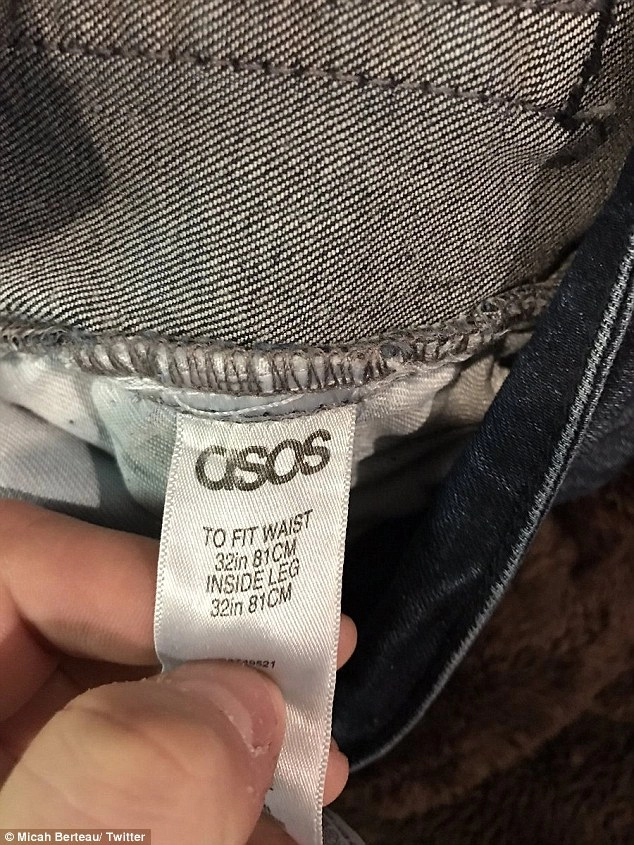 asos
TO FIT WAIST
32in 81CM
INSIDE LEG
32in 81CM
© Micah Berteau/ Twitter